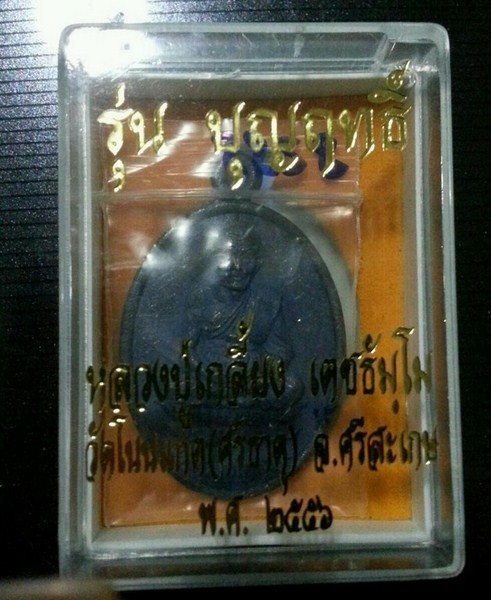 รุ่น บุญฤทธิ์
หลวงปู่เกลี้ยง เตชธัมฺโม
วัดโนนแกด(ศรีธาตุ) จ.ศรีสะเกษ
พ.ศ. ๒๕๕๖